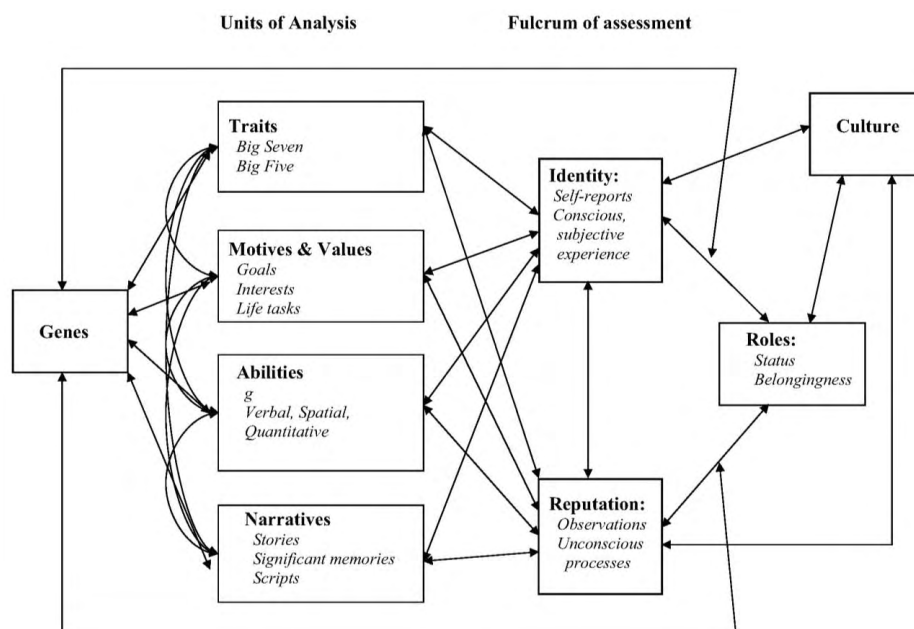 Units of Analysis
Fulcrum of assessment
Traits
Big Seven
Big Five
Culture
Identity:
Self-reports
Conscious,
subjective
experience
Motives & Values
Goals
Interests
Life tasks
Genes
Roles:
Status
Belongingness
Abilities
g
Verbal, Spatial,
Quantitative
Reputation:
Observations
Unconscious
processes
Narratives
Stories
Significant memories
Scripts